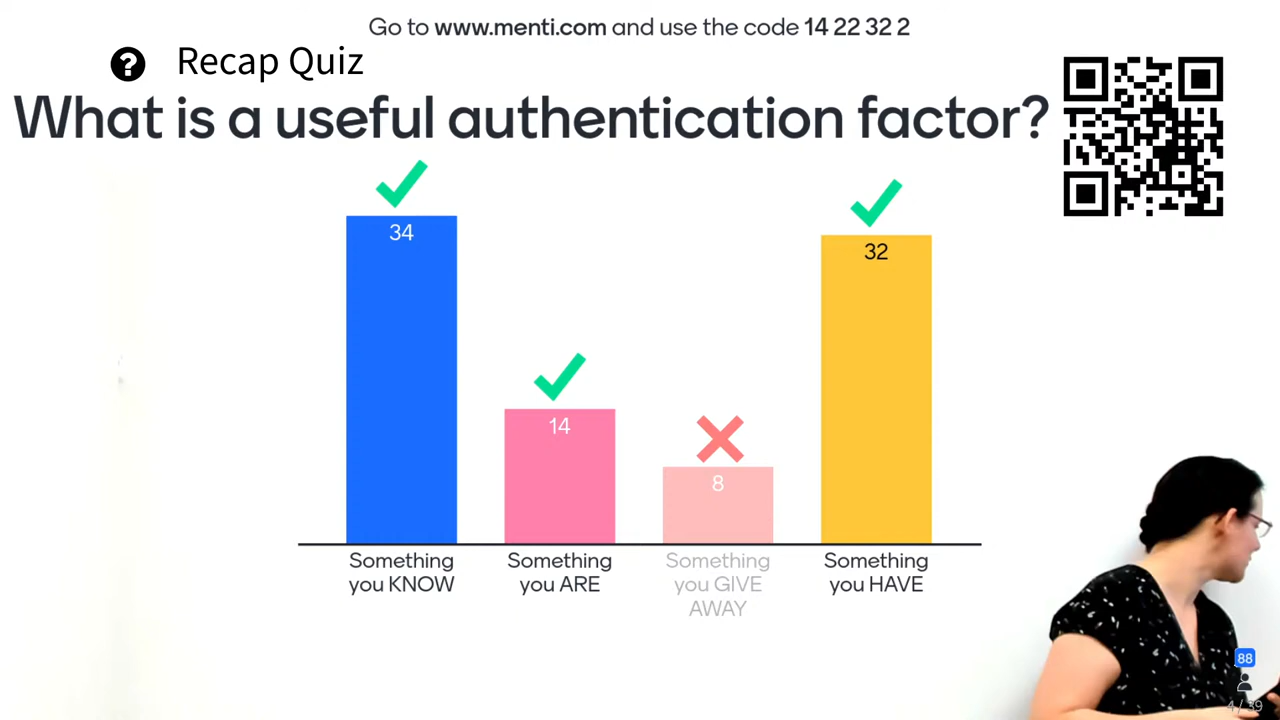 Go to www.menti.com and use the code 14 22 32 2
? Recap Quiz
What is a useful authentication factor?
34
14
8
32
Something
you KNOW
Something
you ARE
Something
you GIVE
AWAY
Something
you HAVE
88
4 / 39